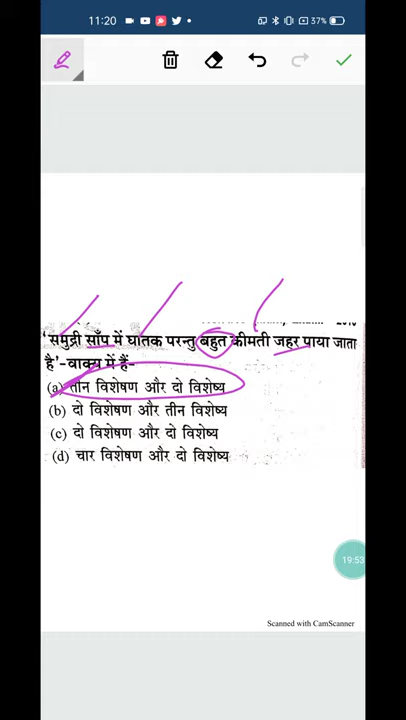 11:20
37%
'समुद्री साँप में घातक परन्तु बहुत कीमती जहर पाया जाता
है'-वाक्य में हैं-
(a) तीन विशेषण और दो विशेष्य
(b) दो विशेषण और तीन विशेष्य
(c) दो विशेषण और दो विशेष्य
(d) चार विशेषण और दो विशेष्य
19:53
Scanned with CamScanner